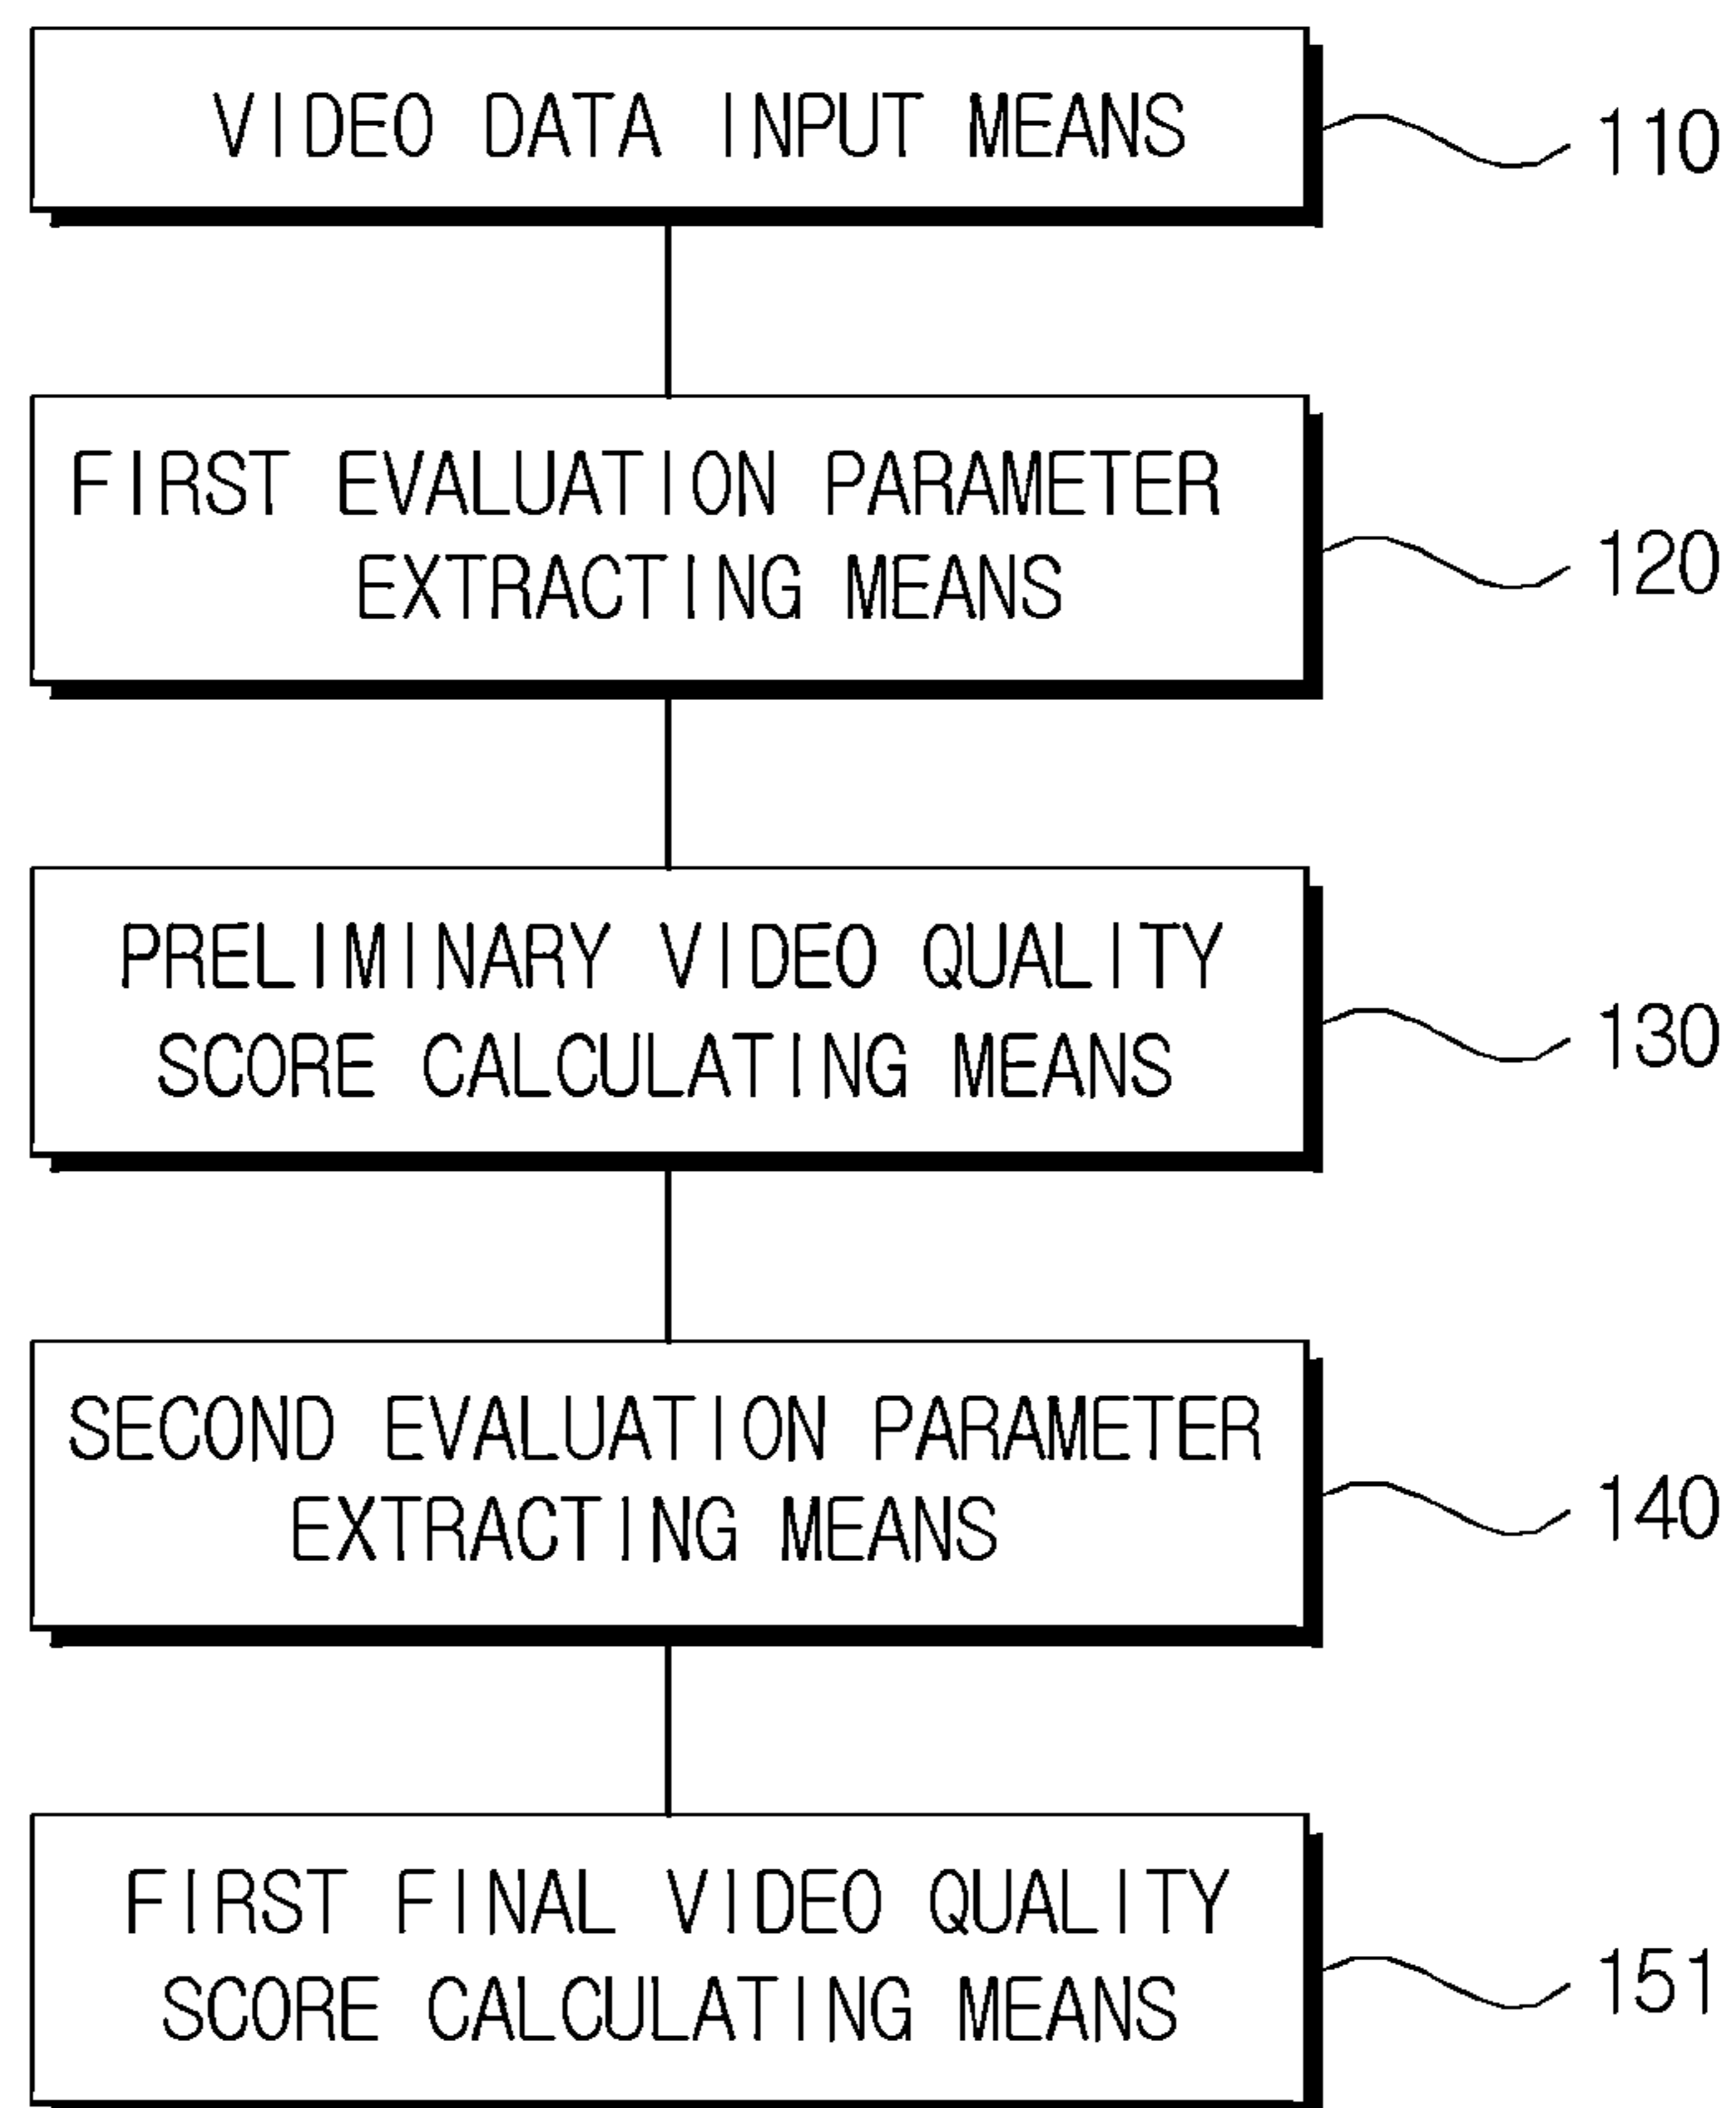 VIDEO DATA INPUT MEANS
110
FIRST EVALUATION PARAMETER
EXTRACTING MEANS
120
PRELIMINARY VIDEO QUALITY
SCORE CALCULATING MEANS
130
SECOND EVALUATION PARAMETER
EXTRACTING MEANS
140
FIRST FINAL VIDEO QUALITY
SCORE CALCULATING MEANS
151